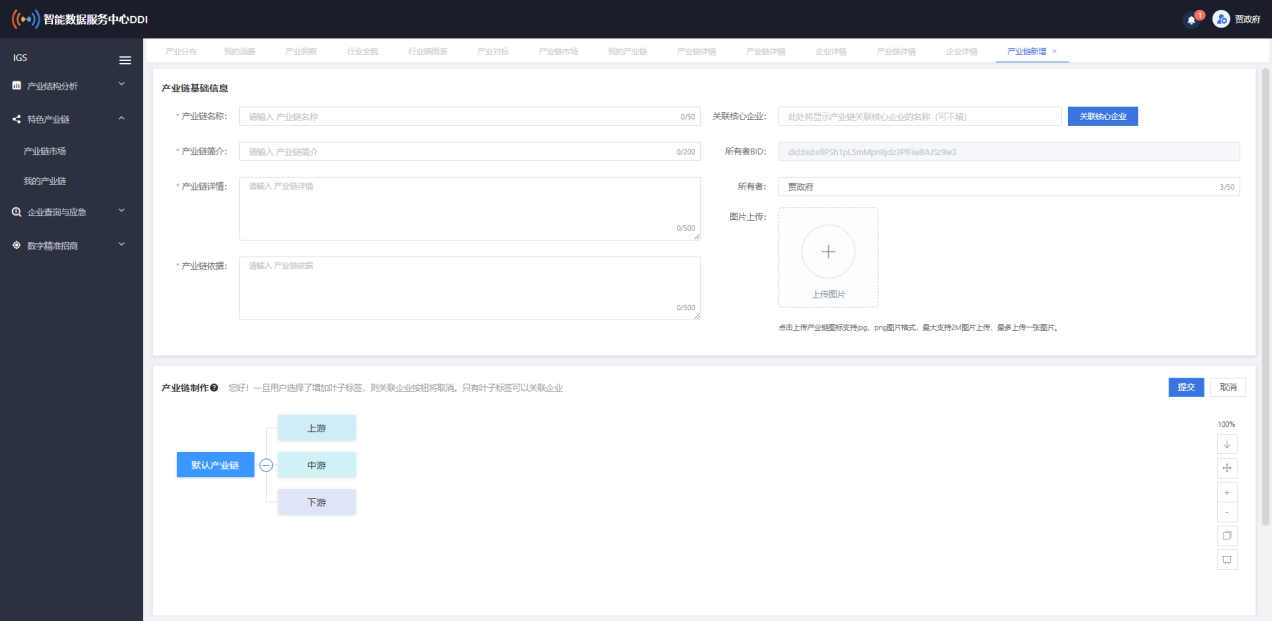 智能数据服务中心DDI
1
贾政府
IGS
产业结构分析
特色产业链
产业链市场
我的产业链
企业查询与应急
数字精准招商
产业分布 我的消费 产业洞察 行业全貌 行业晴雨表 产业对标 产业链市场 我的产业链 产业链详情 产业链详情 企业详情 产业链详情 企业详情 产业链新增 ×
产业链基础信息
* 产业链名称: 请输入 产业链名称 0/50
关联核心企业: 此处将显示产业链关联核心企业的名称（可不填） 关联核心企业
* 产业链简介: 请输入 产业链简介 0/200
所有者BID:
* 产业链详情: 请输入 产业链详情 0/500
所有者: 贾政府 3/50
图片上传:
上传图片
* 产业链依据: 请输入 产业链依据 0/500
点击上传产业链图标支持jpg、png图片格式，最大支持2M图片上传，最多上传一张图片。
产业链制作 您好！一旦用户选择了增加叶子标签，则关联企业按钮将取消。只有叶子标签可以关联企业
提交 取消
默认产业链
上游
中游
下游
100%